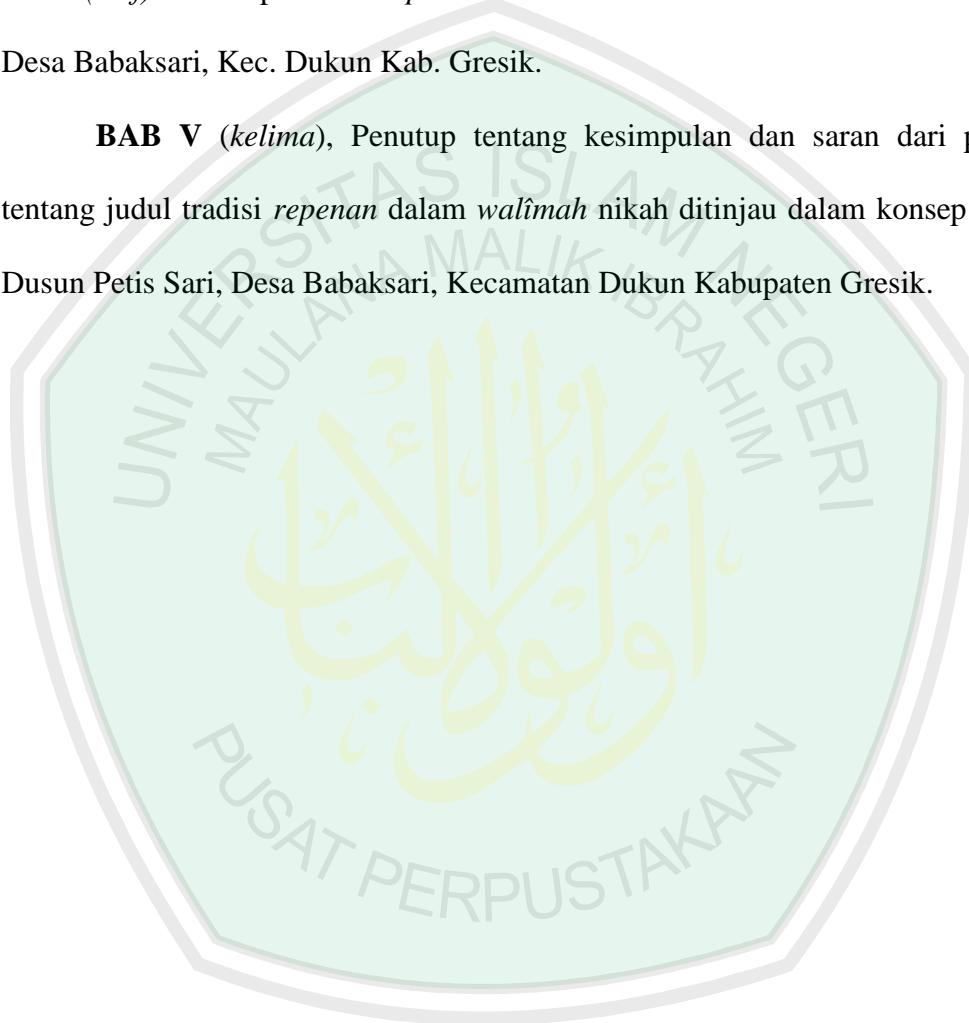 Desa Babaksari, Kec. Dukun Kab. Gresik.
BAB V (kelima), Penutup tentang kesimpulan dan saran dari
tentang judul tradisi repenan dalam walîmah nikah ditinjau dalam konsep
Dusun Petis Sari, Desa Babaksari, Kecamatan Dukun Kabupaten Gresik.
UNIVERSITAS ISLAM NEGERI
MAULANA MALIK IBRAHIM
أولوا الألباب
PUSAT PERPUSTAKAAN